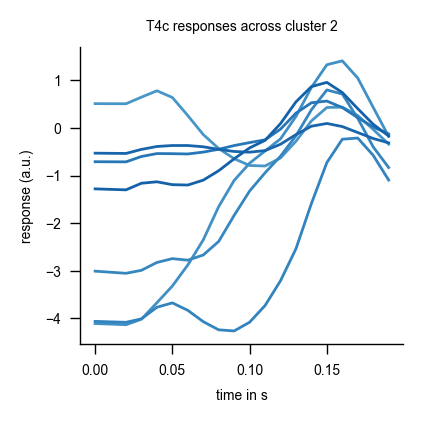 T4c responses across cluster 2
1
0
−1
−2
−3
−4
response (a.u.)
0.00 0.05 0.10 0.15
time in s